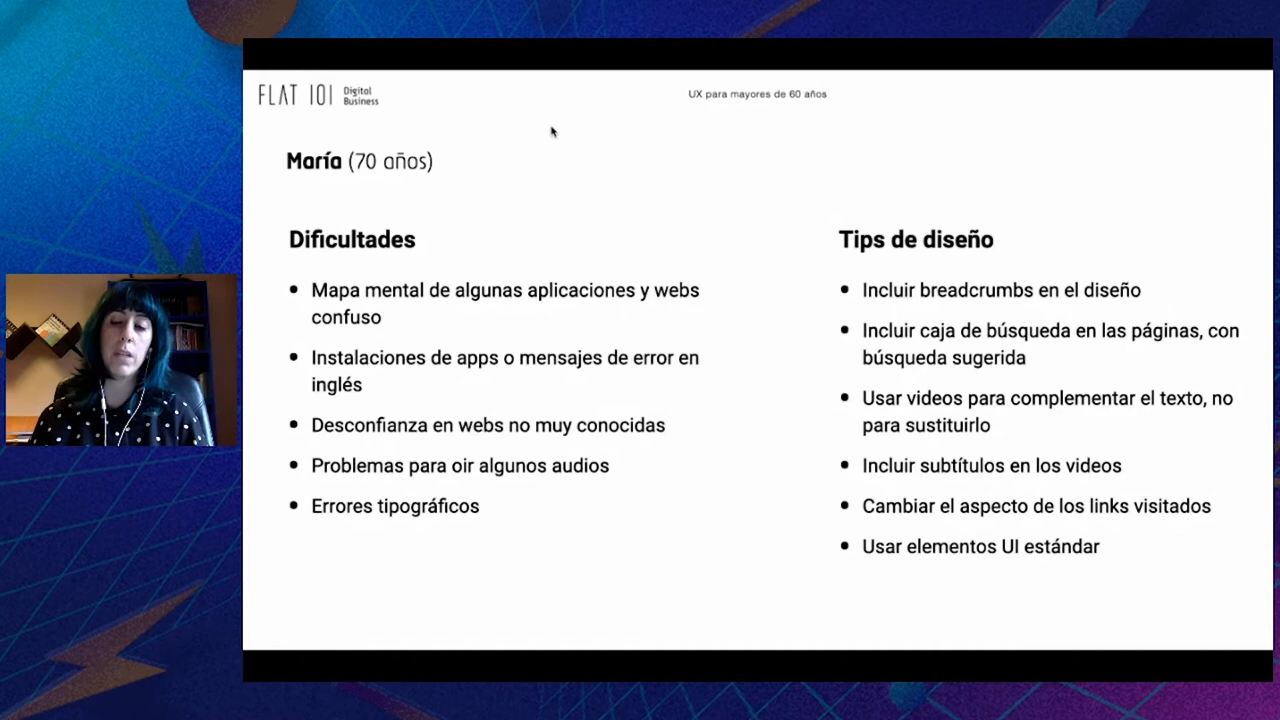 FLAT 101
Digital
Business
UX para mayores de 60 años
María (70 años)
Dificultades
Mapa mental de algunas aplicaciones y webs
confuso
Instalaciones de apps o mensajes de error en
inglés
Desconfianza en webs no muy conocidas
Problemas para oir algunos audios
Errores tipográficos
Tips de diseño
Incluir breadcrumbs en el diseño
Incluir caja de búsqueda en las páginas, con
búsqueda sugerida
Usar videos para complementar el texto, no
para sustituirlo
Incluir subtítulos en los videos
Cambiar el aspecto de los links visitados
Usar elementos UI estándar